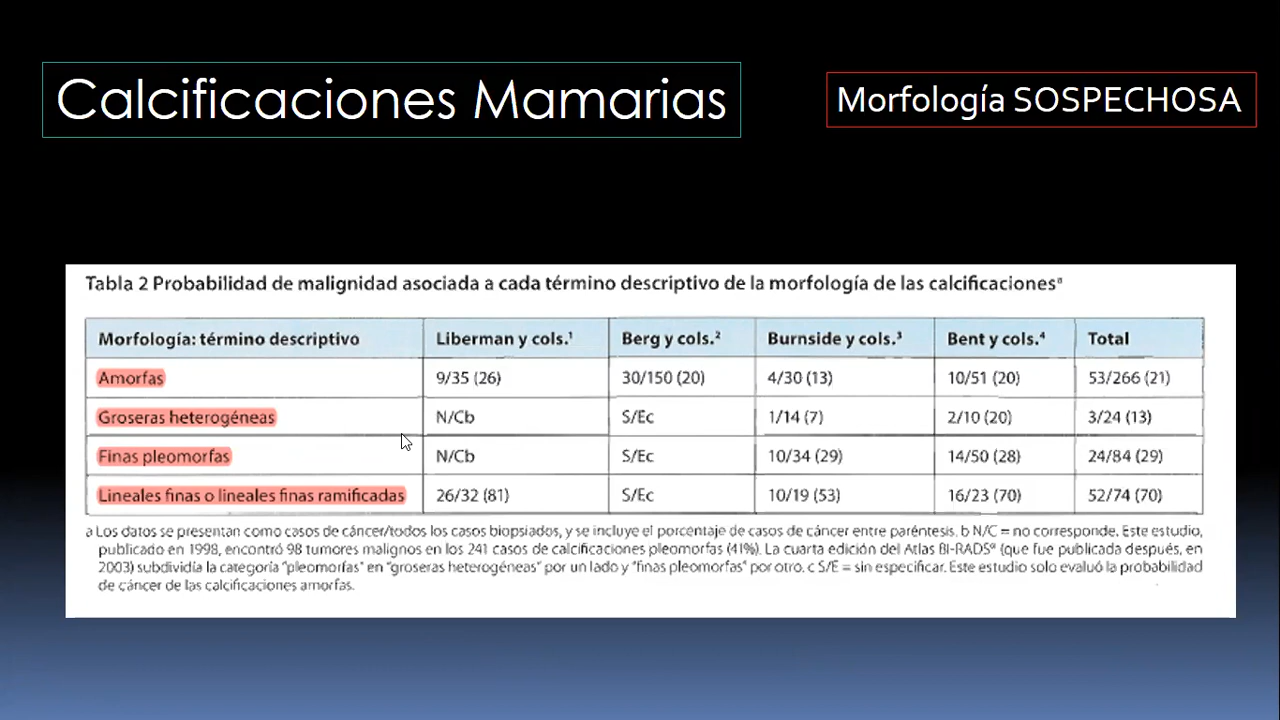 Calcificaciones Mamarias
Morfología SOSPECHOSA
Tabla 2 Probabilidad de malignidad asociada a cada término descriptivo de la morfología de las calcificacionesª
Morfología: término descriptivo Liberman y cols.¹ Berg y cols.² Burnside y cols.³ Bent y cols.⁴ Total
Amorfas 9/35 (26) 30/150 (20) 4/30 (13) 10/51 (20) 53/266 (21)
Groseras heterogéneas N/Cb S/Ec 1/14 (7) 2/10 (20) 3/24 (13)
Finas pleomorfas N/Cb S/Ec 10/34 (29) 14/50 (28) 24/84 (29)
Lineales finas o lineales finas ramificadas 26/32 (81) S/Ec 10/19 (53) 16/23 (70) 52/74 (70)
a Los datos se presentan como casos de cáncer/todos los casos biopsiados, y se incluye el porcentaje de casos de cáncer entre paréntesis. b N/C = no corresponde. Este estudio,
publicado en 1998, encontró 98 tumores malignos en los 241 casos de calcificaciones pleomorfas (41%). La cuarta edición del Atlas BI-RADS® (que fue publicada después, en
2003) subdividía la categoría "pleomorfas" en "groseras heterogéneas" por un lado y "finas pleomorfas" por otro. c S/E = sin especificar. Este estudio solo evaluó la probabilidad
de cáncer de las calcificaciones amorfas.